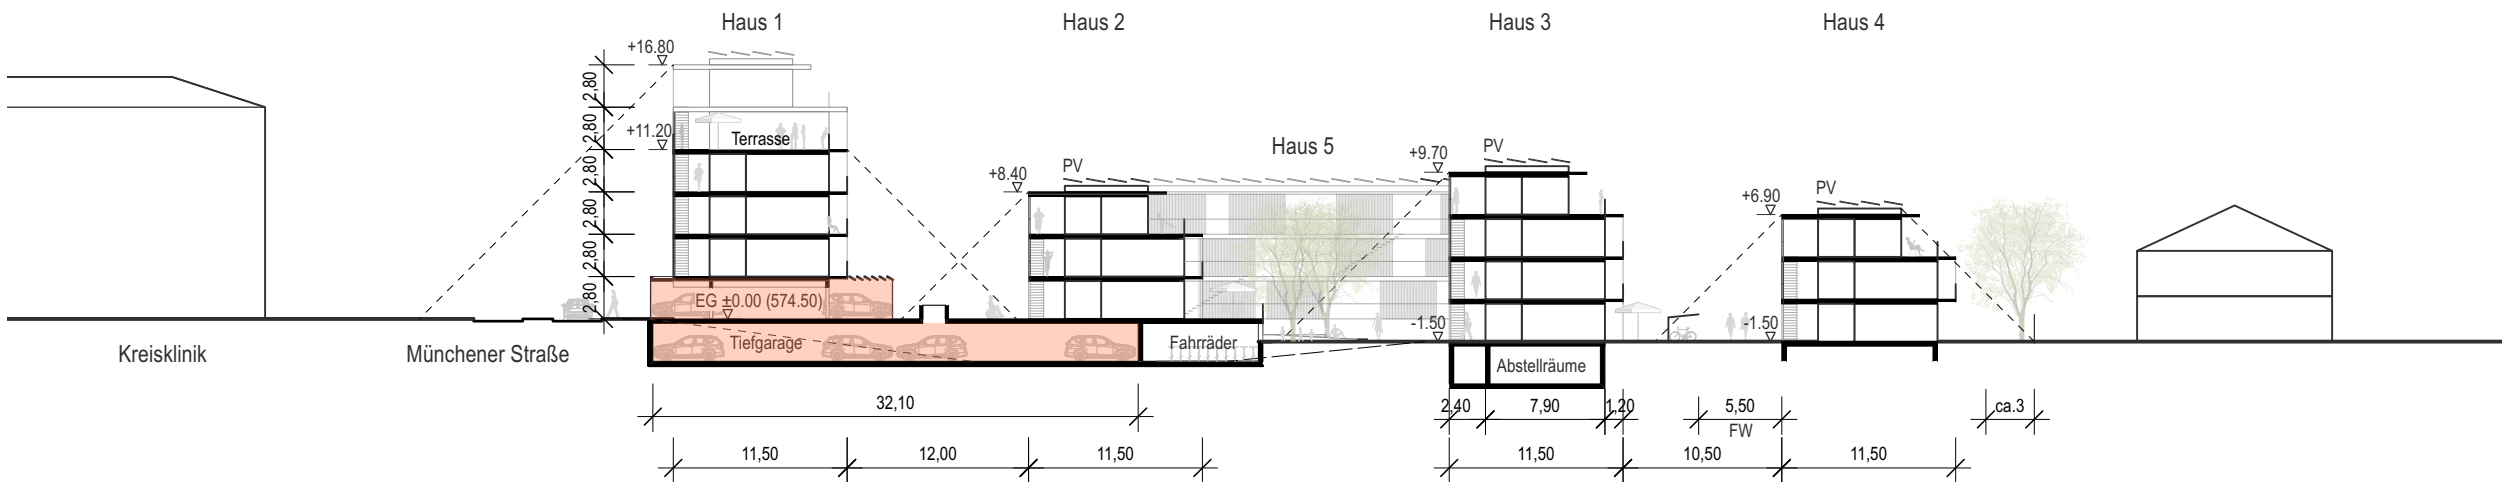 Haus 1
Haus 2
Haus 3
Haus 4
Haus 5
+16.80
+11.20
2,80
2,80
2,80
2,80
2,80
2,80
Terrasse
EG ±0.00 (574.50)
Tiefgarage
Fahrräder
+8.40
PV
+9.70
PV
-1.50
Abstellräume
+6.90
PV
-1.50
Kreisklinik
Münchener Straße
32,10
2,40
7,90
1,20
5,50
FW
ca.3
11,50
12,00
11,50
11,50
10,50
11,50